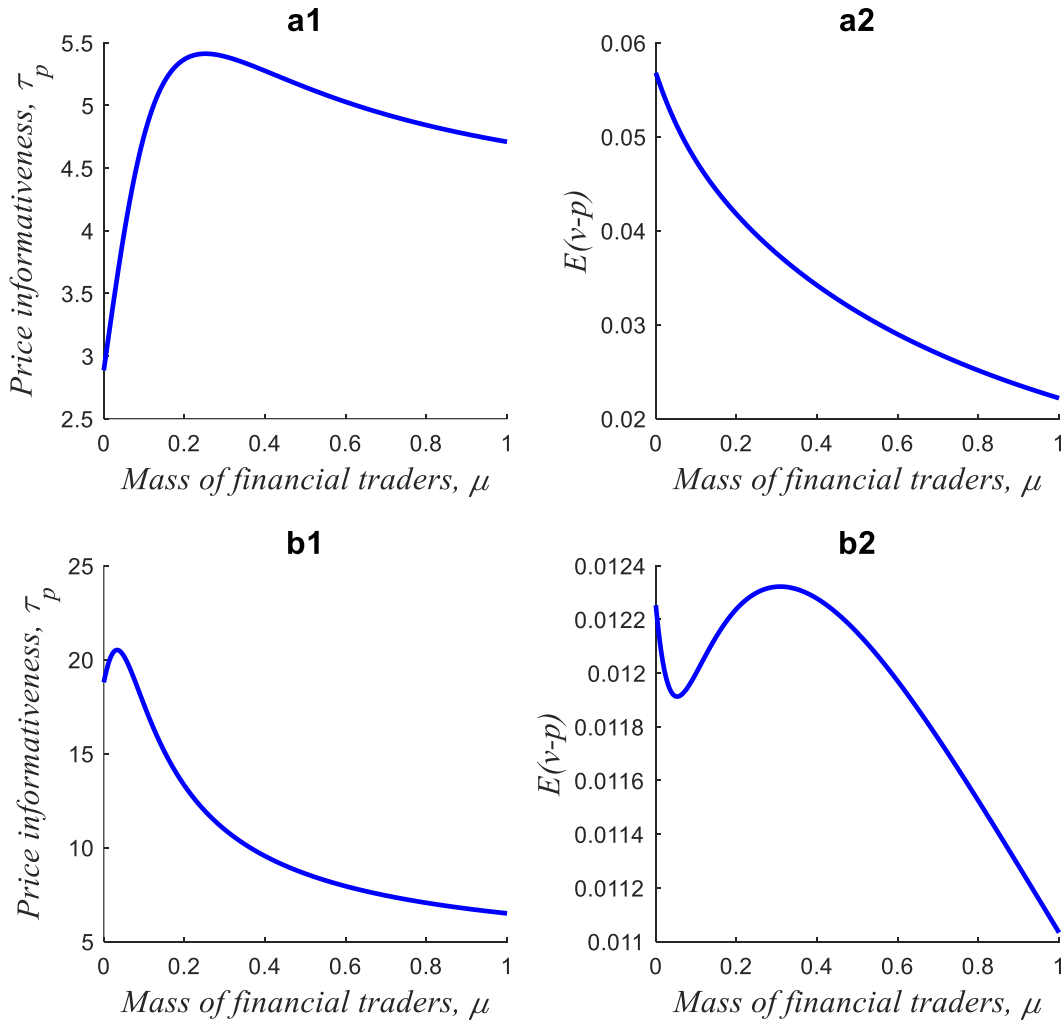 a1
Price informativeness, τ_p
5.5
5
4.5
4
3.5
3
2.5
0 0.2 0.4 0.6 0.8 1
Mass of financial traders, μ
a2
E(v-p)
0.06
0.05
0.04
0.03
0.02
0 0.2 0.4 0.6 0.8 1
Mass of financial traders, μ
b1
Price informativeness, τ_p
25
20
15
10
5
0 0.2 0.4 0.6 0.8 1
Mass of financial traders, μ
b2
E(v-p)
0.0124
0.0122
0.012
0.0118
0.0116
0.0114
0.0112
0.011
0 0.2 0.4 0.6 0.8 1
Mass of financial traders, μ